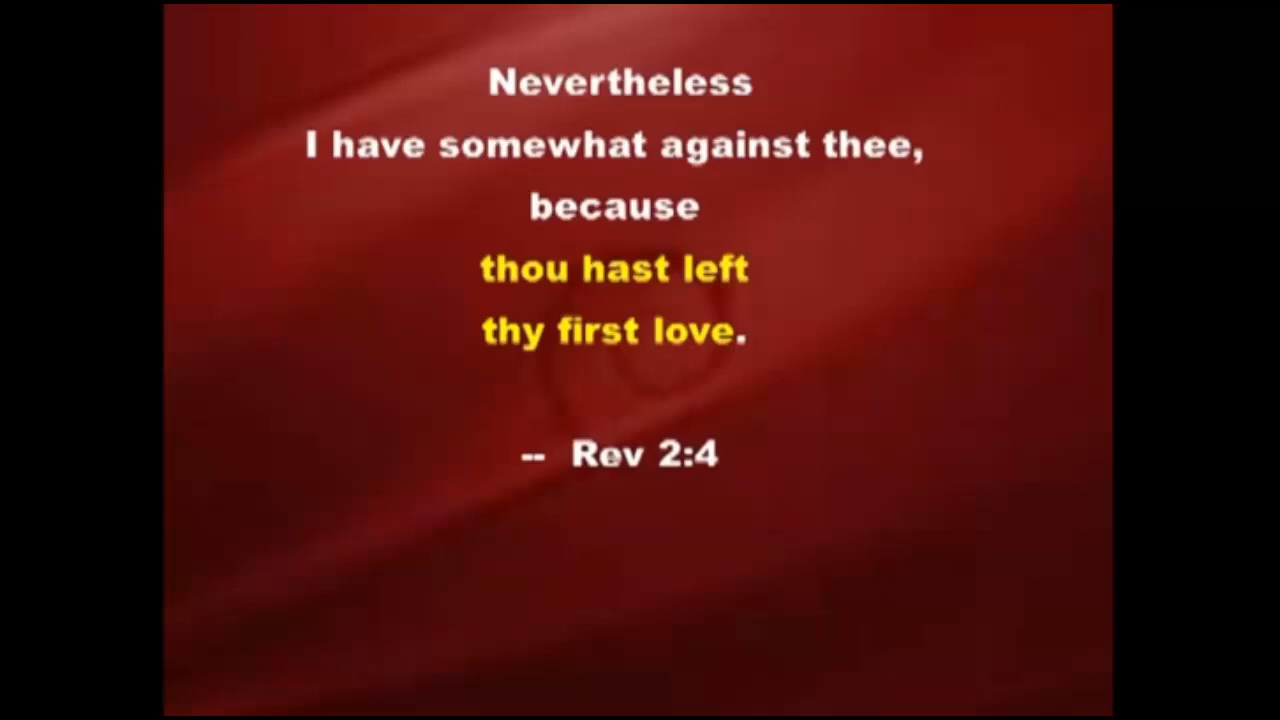 Nevertheless
I have somewhat against thee,
because
thou hast left
thy first love.
-- Rev 2:4